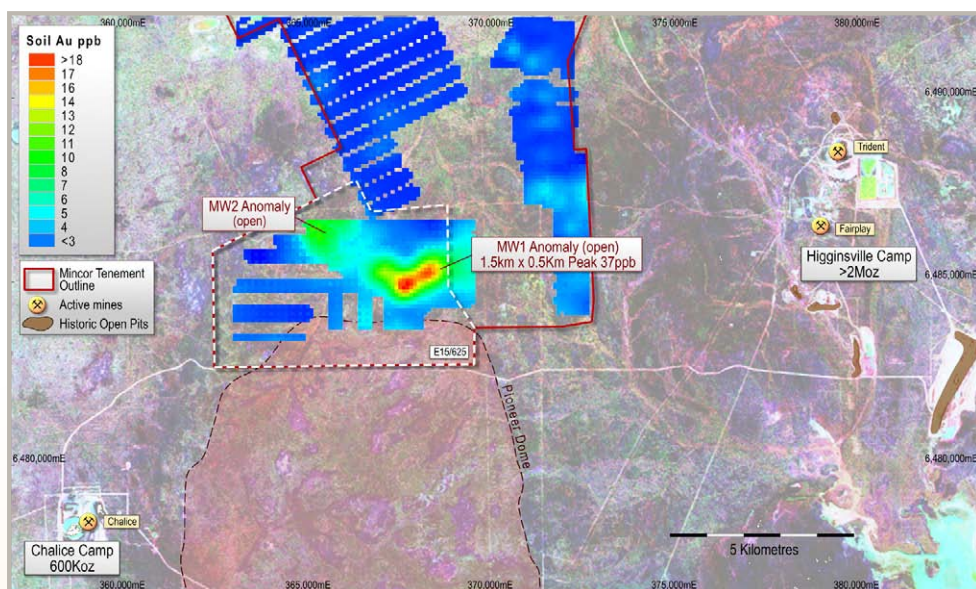 360,000mE
365,000mE
370,000mE
375,000mE
380,000mE
Soil Au ppb
>18
17
16
14
13
12
11
10
8
7
6
5
4
<3
Mincor Tenement
Outline
Active mines
Historic Open Pits
6,490,000mE
Trident
MW2 Anomaly
(open)
Fairplay
MW1 Anomaly (open)
1.5km x 0.5Km Peak 37ppb
Higginsville Camp
>2Moz
6,485,000mE
E15/625
Pioneer Dome
6,480,000mE
6,480,000mE
Chalice
Chalice Camp
600Koz
5 Kilometres
360,000mE
365,000mE
370,000mE
375,000mE
380,000mE